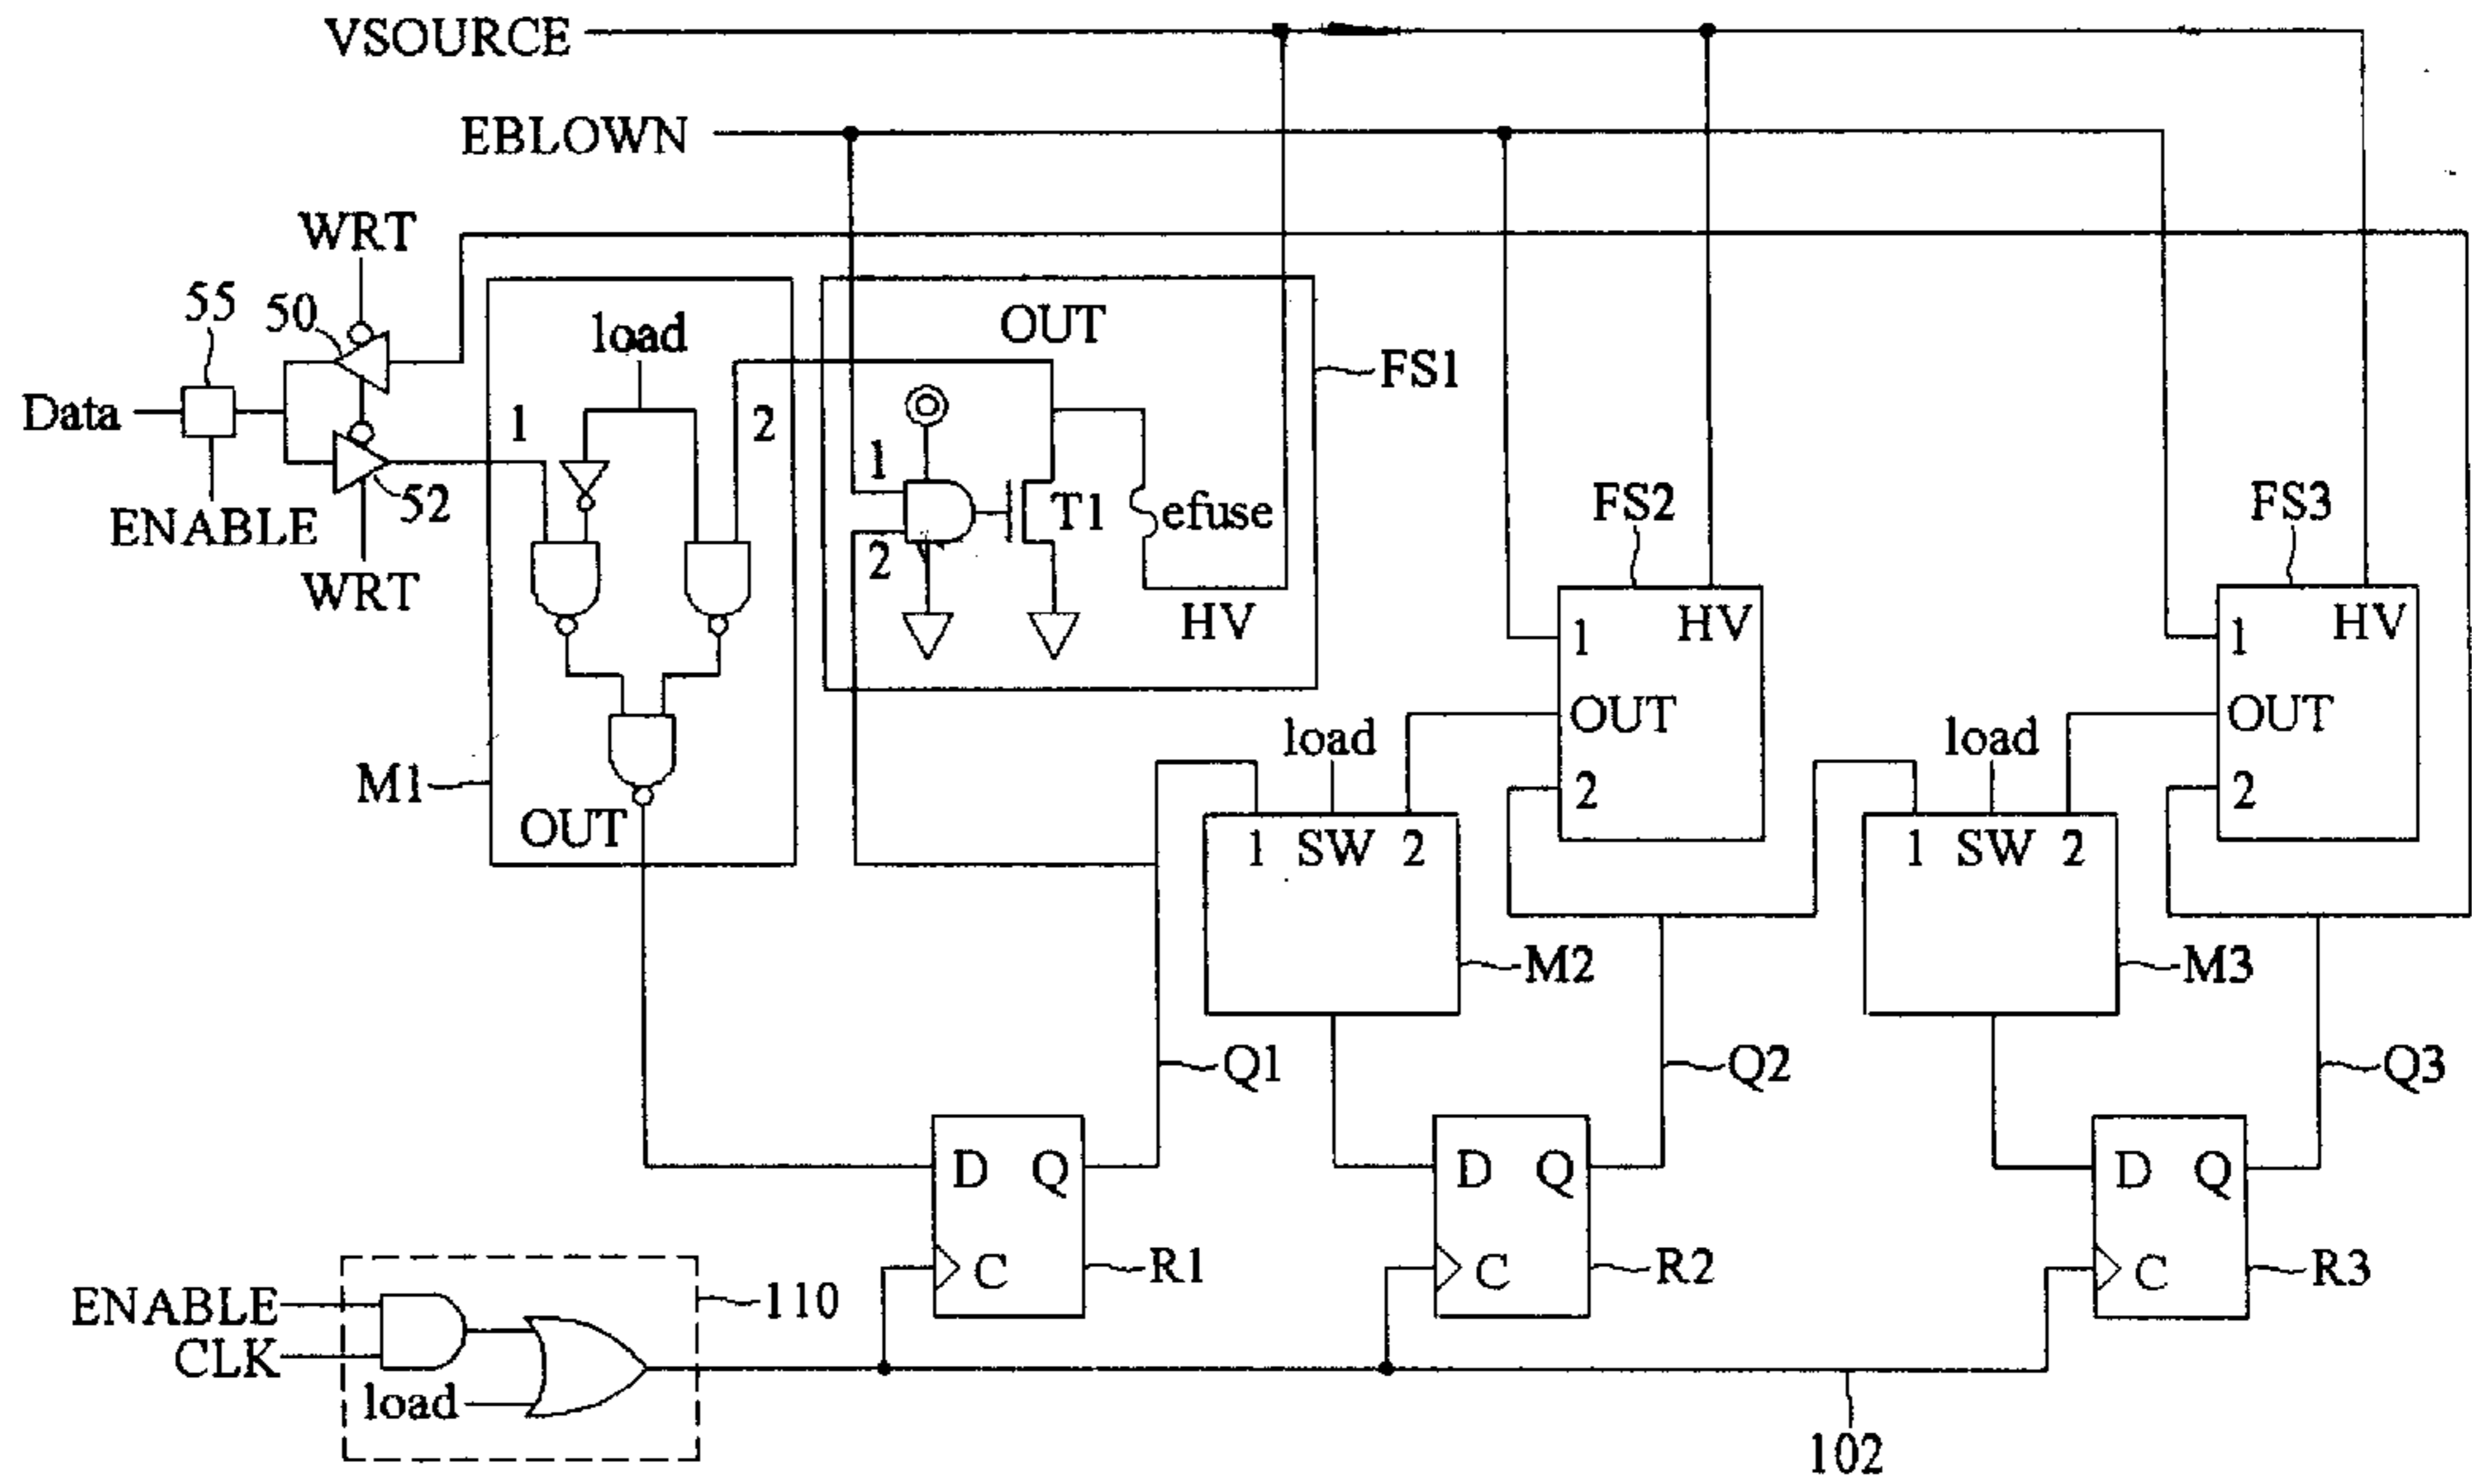 VSOURCE
EBLOWN
WRT
55
50
Data
ENABLE
52
WRT
load
1
2
M1
OUT
OUT
FS1
1
2
T1
efuse
HV
FS2
1
HV
OUT
2
FS3
1
HV
OUT
2
load
1 SW 2
M2
load
1 SW 2
M3
Q1
Q2
Q3
D Q
C
R1
D Q
C
R2
D Q
C
R3
ENABLE
CLK
load
110
102